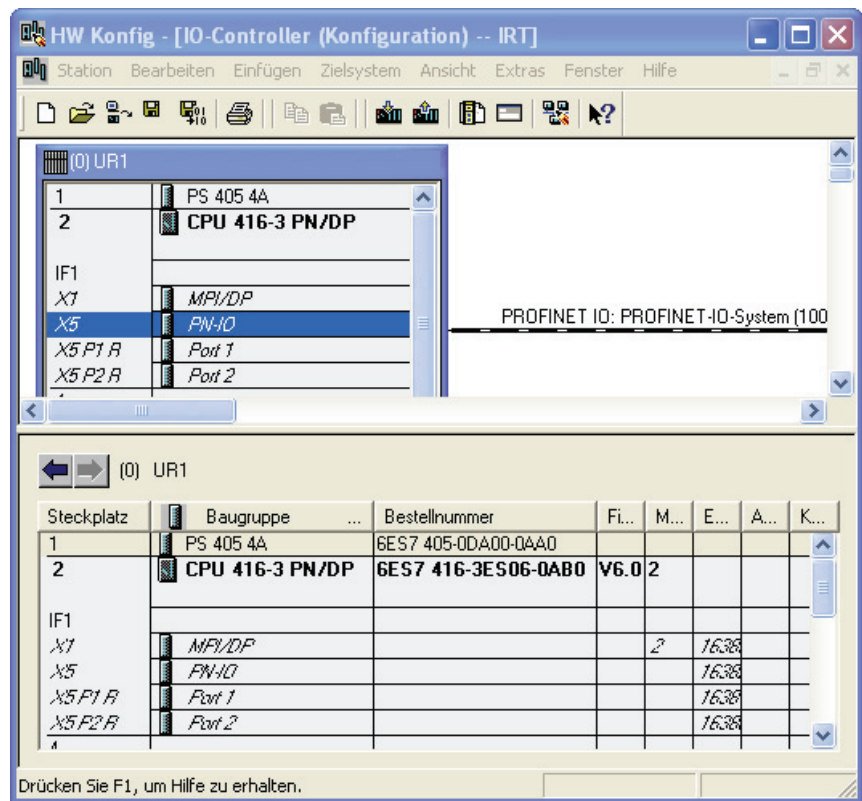 HW Konfig - [IO-Controller (Konfiguration) -- IRT]
Station Bearbeiten Einfügen Zielsystem Ansicht Extras Fenster Hilfe
(0) UR1
1 PS 405 4A
2 CPU 416-3 PN/DP
IF1
X1 MPI/DP
X5 PN-IO
X5 P1 R Port 1
X5 P2 R Port 2
PROFINET IO: PROFINET-IO-System (100
(0) UR1
Steckplatz Baugruppe ... Bestellnummer Fi... M... E... A... K...
1 PS 405 4A 6ES7 405-0DA00-0AA0
2 CPU 416-3 PN/DP 6ES7 416-3ES06-0AB0 V6.0 2
IF1
X1 MPI/DP 2 1638
X5 PN-IO 1638
X5 P1 R Port 1 1638
X5 P2 R Port 2 1638
Drücken Sie F1, um Hilfe zu erhalten.